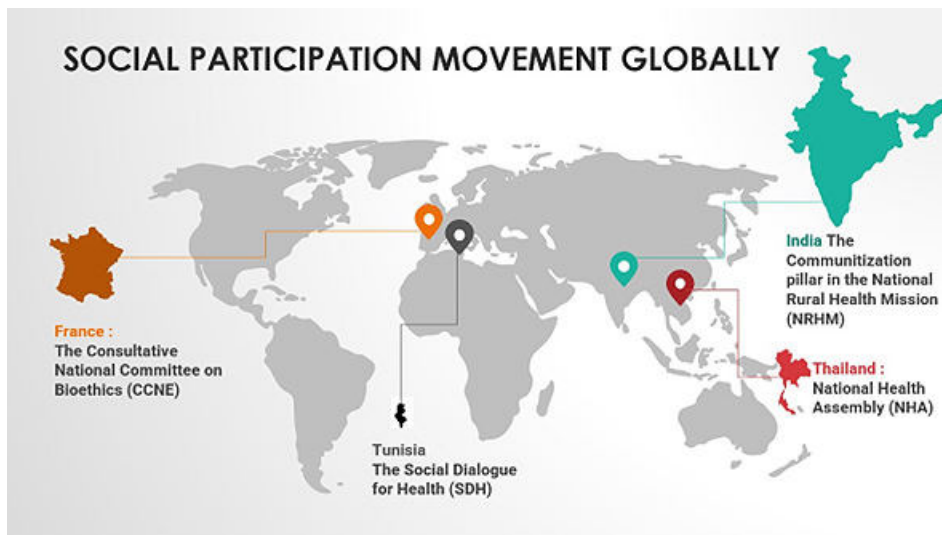 SOCIAL PARTICIPATION MOVEMENT GLOBALLY
France :
The Consultative
National Committee on
Bioethics (CCNE)
Tunisia
The Social Dialogue
for Health (SDH)
India The
Communitization
pillar in the National
Rural Health Mission
(NRHM)
Thailand :
National Health
Assembly (NHA)